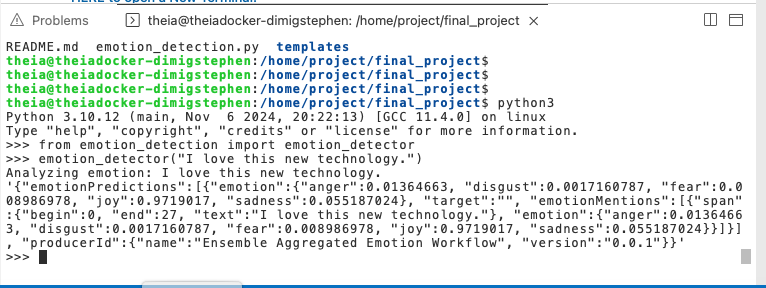 Problems theia@theiadocker-dimigstephen: /home/project/final_project
README.md emotion_detection.py templates
theia@theiadocker-dimigstephen:/home/project/final_project$
theia@theiadocker-dimigstephen:/home/project/final_project$
theia@theiadocker-dimigstephen:/home/project/final_project$
theia@theiadocker-dimigstephen:/home/project/final_project$ python3
Python 3.10.12 (main, Nov  6 2024, 20:22:13) [GCC 11.4.0] on linux
Type "help", "copyright", "credits" or "license" for more information.
>>> from emotion_detection import emotion_detector
>>> emotion_detector("I love this new technology.")
Analyzing emotion: I love this new technology.
'{"emotionPredictions":[{"emotion":{"anger":0.01364663, "disgust":0.0017160787, "fear":0.0
08986978, "joy":0.9719017, "sadness":0.055187024}, "target":"", "emotionMentions":[{"span"
:{"begin":0, "end":27, "text":"I love this new technology."}, "emotion":{"anger":0.0136466
3, "disgust":0.0017160787, "fear":0.008986978, "joy":0.9719017, "sadness":0.055187024}}]}]
, "producerId":{"name":"Ensemble Aggregated Emotion Workflow", "version":"0.0.1"}}'
>>>